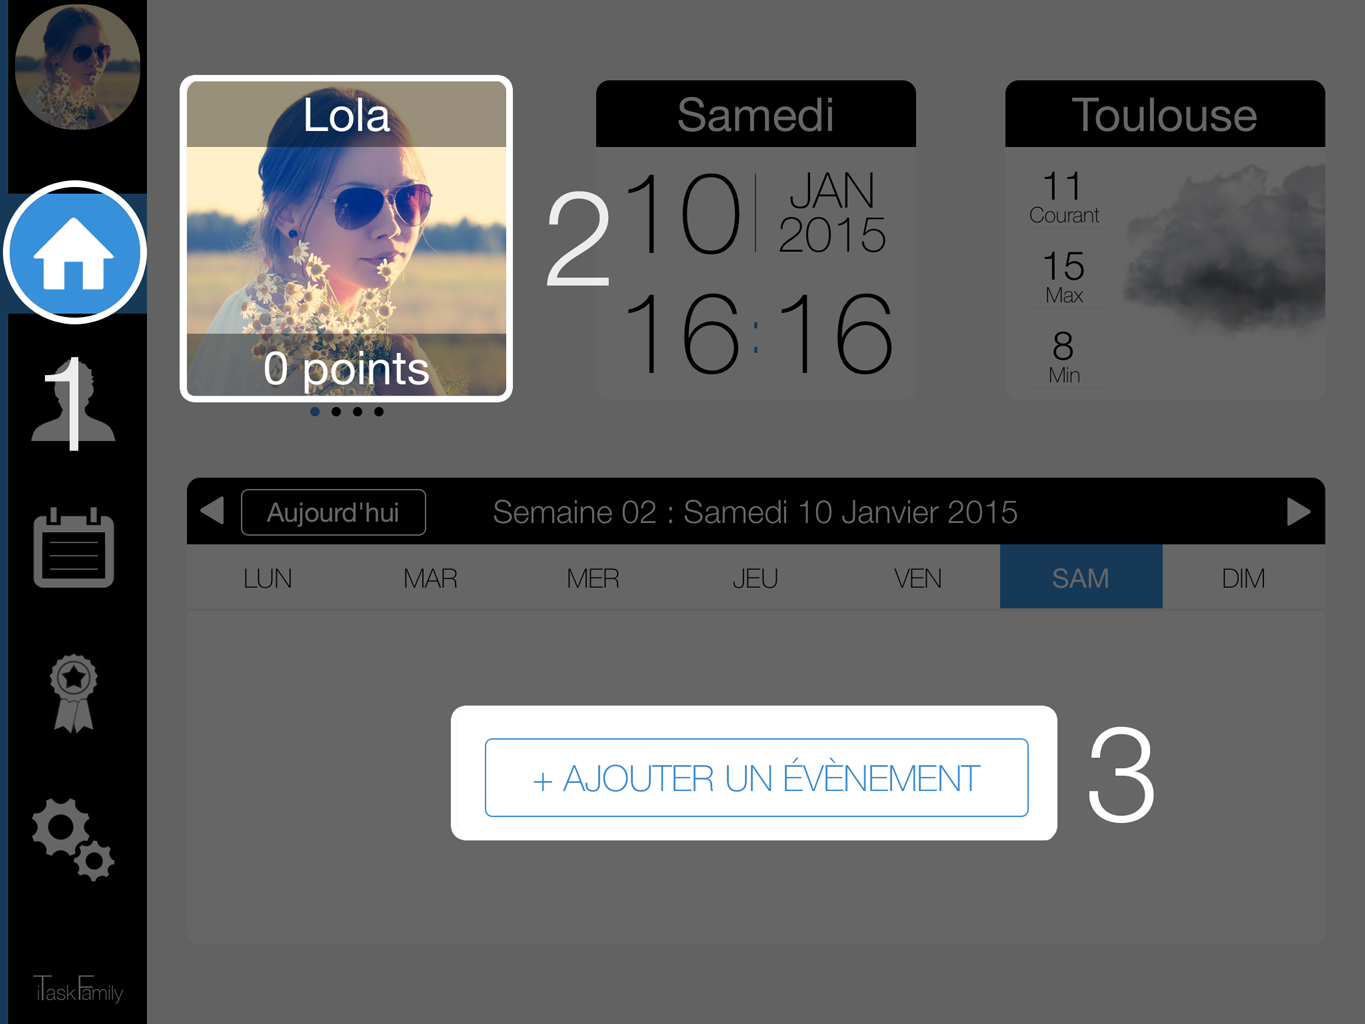 Lola
0 points
1
2
Samedi
10
JAN
2015
16:16
Toulouse
11
Courant
15
Max
8
Min
Aujourd'hui
Semaine 02 : Samedi 10 Janvier 2015
LUN MAR MER JEU VEN SAM DIM
+ AJOUTER UN ÉVÈNEMENT
3
iTaskFamily